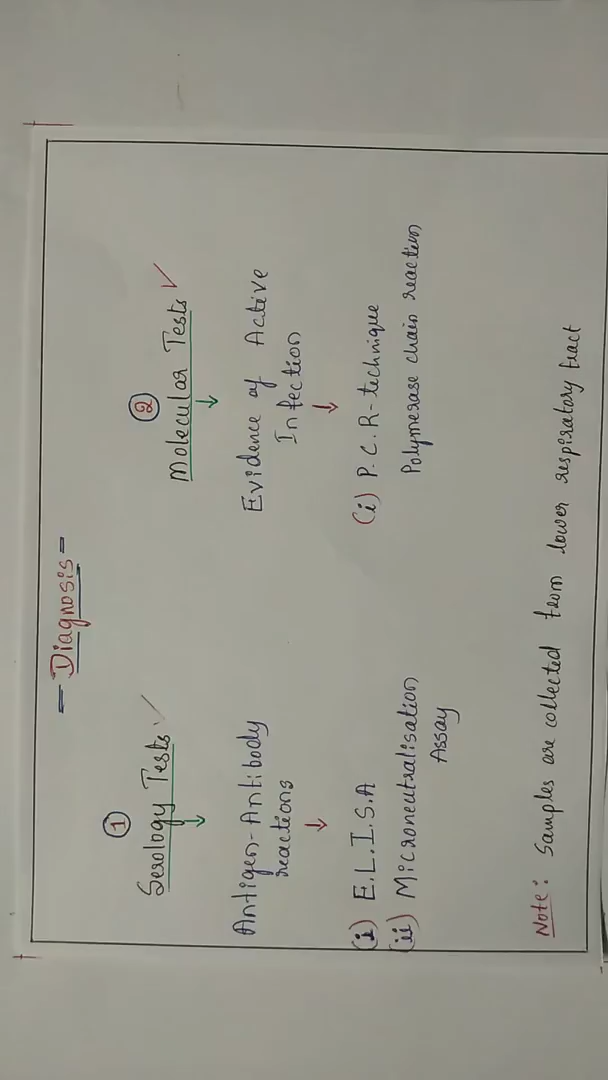 Diagnosis
1
Serology Tests
Antigen-Antibody
reactions
(i) E.L.I.S.A
(ii) Microneutralisation
Assay
2
Molecular Tests
Evidence of Active
Infection
(i) P.C.R-technique
Polymerase chain reaction
Note: Samples are collected from lower respiratory tract